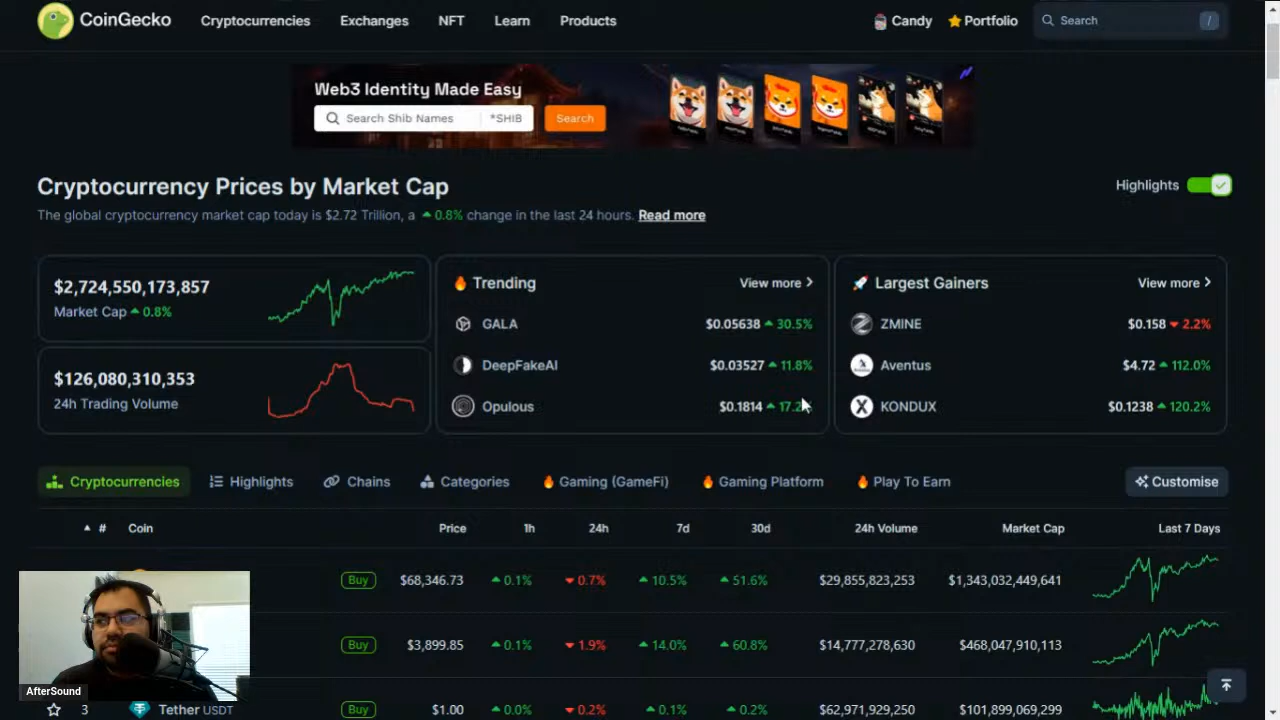 CoinGecko Cryptocurrencies Exchanges NFT Learn Products Candy Portfolio Search /
Web3 Identity Made Easy
Search Shib Names *SHIB Search
Cryptocurrency Prices by Market Cap Highlights
The global cryptocurrency market cap today is $2.72 Trillion, a 0.8% change in the last 24 hours. Read more
$2,724,550,173,857
Market Cap 0.8%
$126,080,310,353
24h Trading Volume
Trending View more
GALA $0.05638 30.5%
DeepFakeAI $0.03527 11.8%
Opulous $0.1814
Largest Gainers View more
ZMINE $0.158 2.2%
Aventus $4.72 112.0%
KONDUX $0.1238 120.2%
Cryptocurrencies Highlights Chains Categories Gaming (GameFi) Gaming Platform Play To Earn Customise
# Coin Price 1h 24h 7d 30d 24h Volume Market Cap Last 7 Days
Buy $68,346.73 0.1% 0.7% 10.5% 51.6% $29,855,823,253 $1,343,032,449,641
Buy $3,899.85 0.1% 1.9% 14.0% 60.8% $14,777,278,630 $468,047,910,113
AfterSound
3 Tether USDT Buy $1.00 0.0% 0.2% 0.1% 0.2% $62,971,929,250 $101,899,069,299